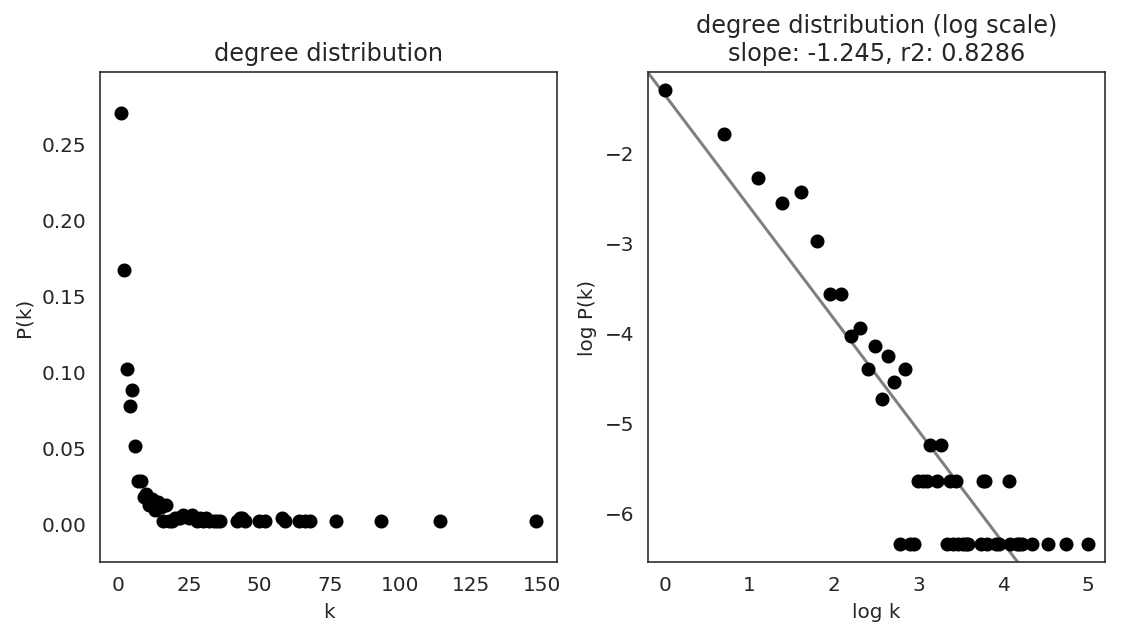 degree distribution
0.25
0.20
0.15
0.10
0.05
0.00
P(k)
0 25 50 75 100 125 150
k
degree distribution (log scale)
slope: -1.245, r2: 0.8286
−2
−3
−4
−5
−6
log P(k)
0 1 2 3 4 5
log k